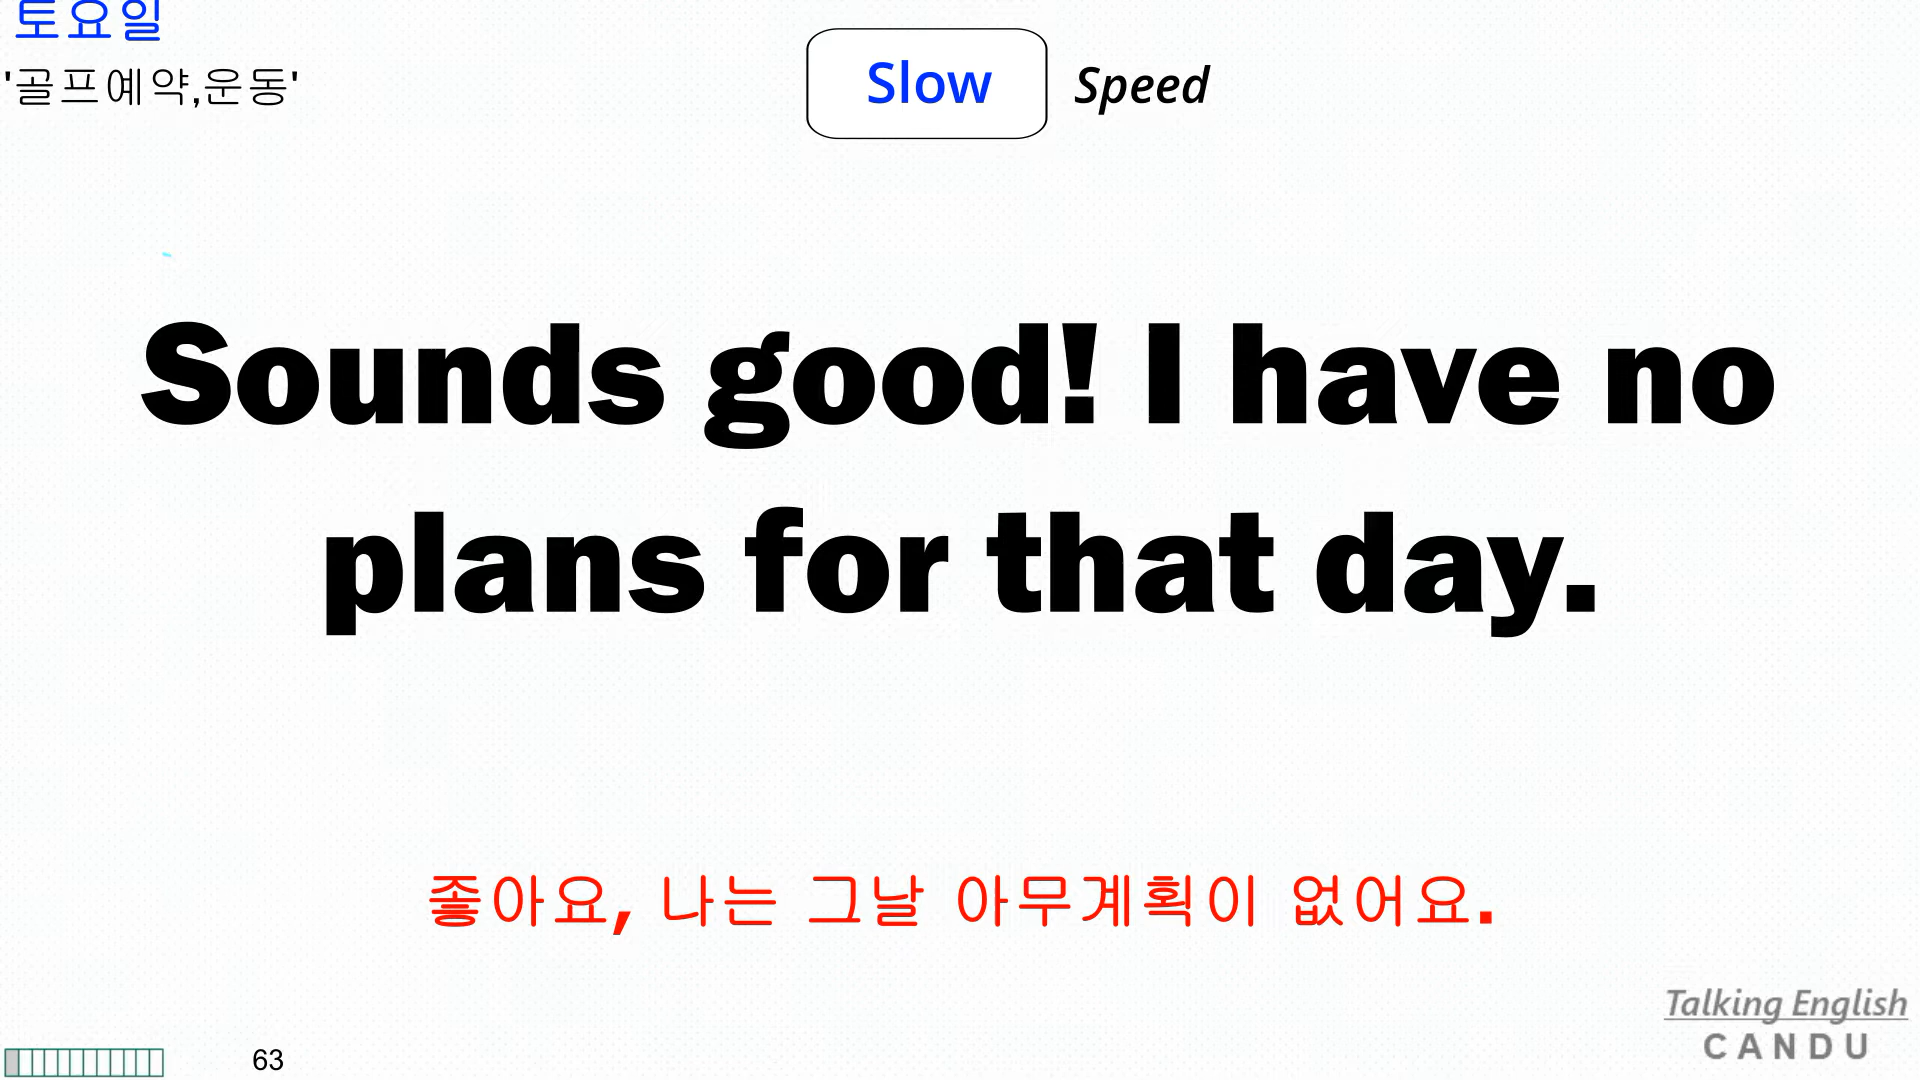 토요일
'골프예약,운동'
Slow Speed
Sounds good! I have no
plans for that day.
좋아요, 나는 그날 아무계획이 없어요.
Talking English
CANDU
63